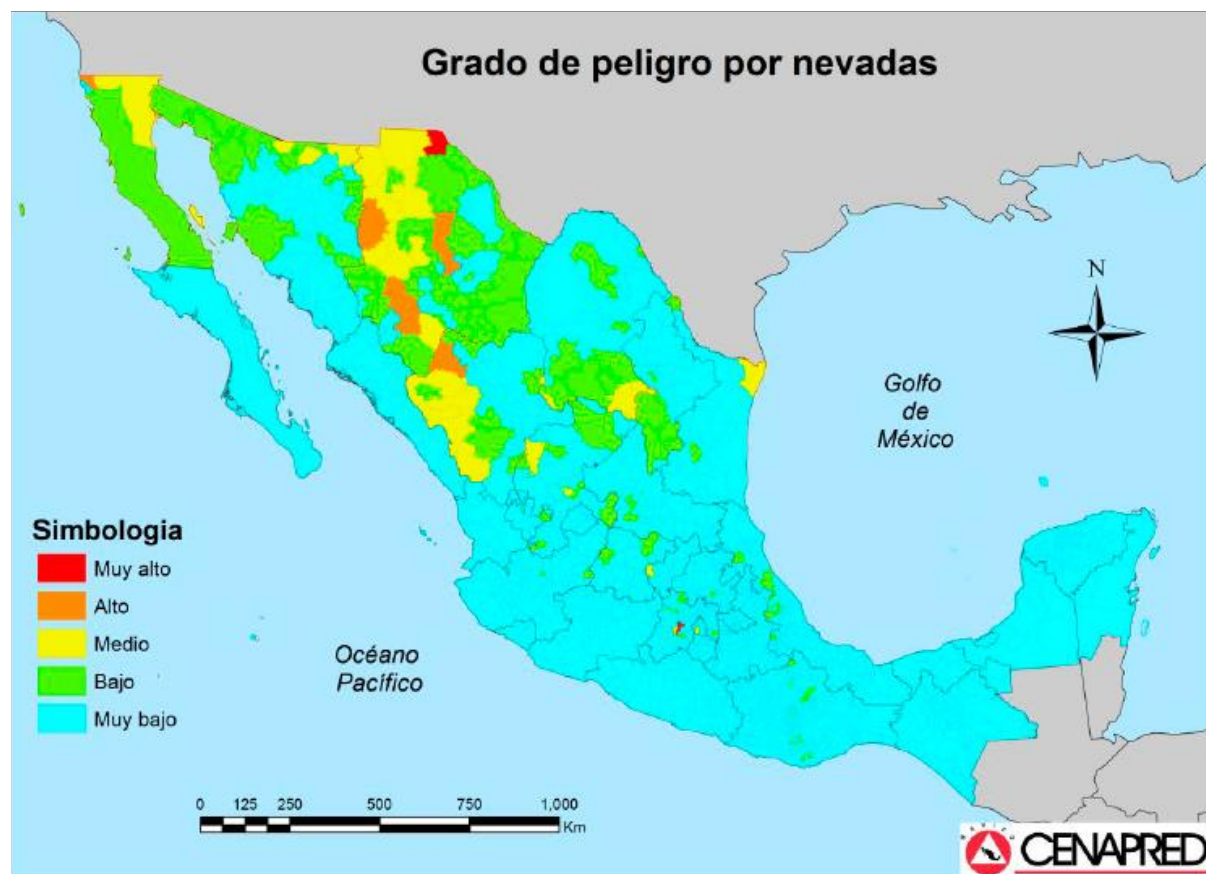 Grado de peligro por nevadas
N
Golfo
de
México
Simbologia
Muy alto
Alto
Medio
Bajo
Muy bajo
Océano
Pacífico
0 125 250 500 750 1,000
Km
MEXICO
CENAPRED